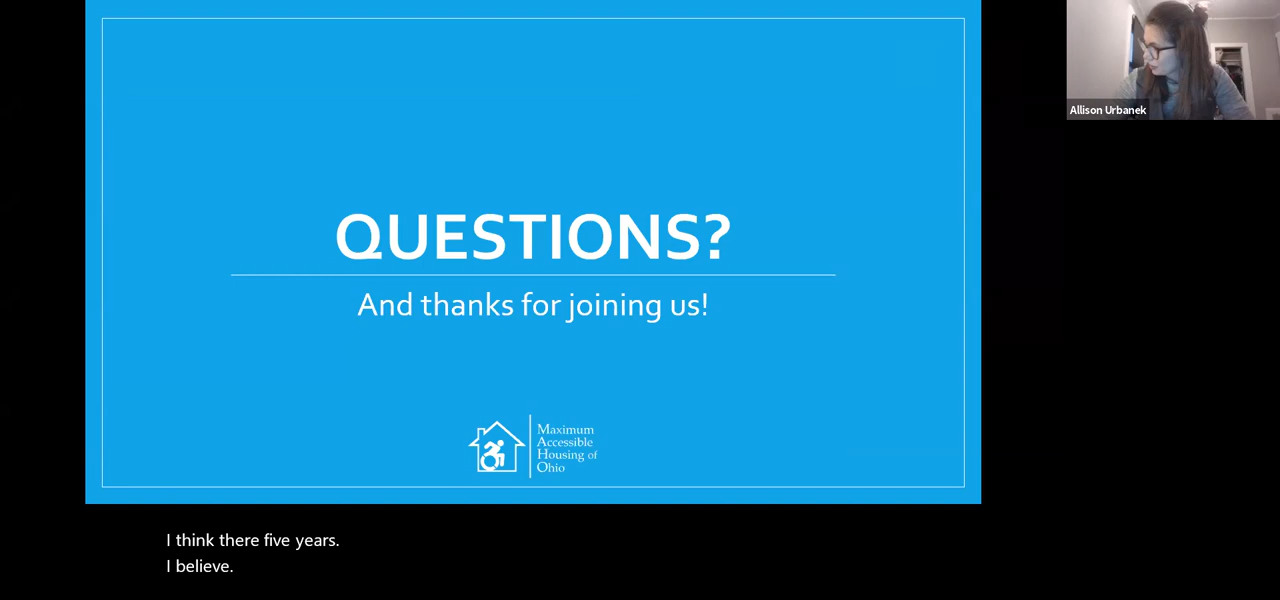 QUESTIONS?
And thanks for joining us!
Maximum
Accessible
Housing of
Ohio
Allison Urbanek
I think there five years.
I believe.